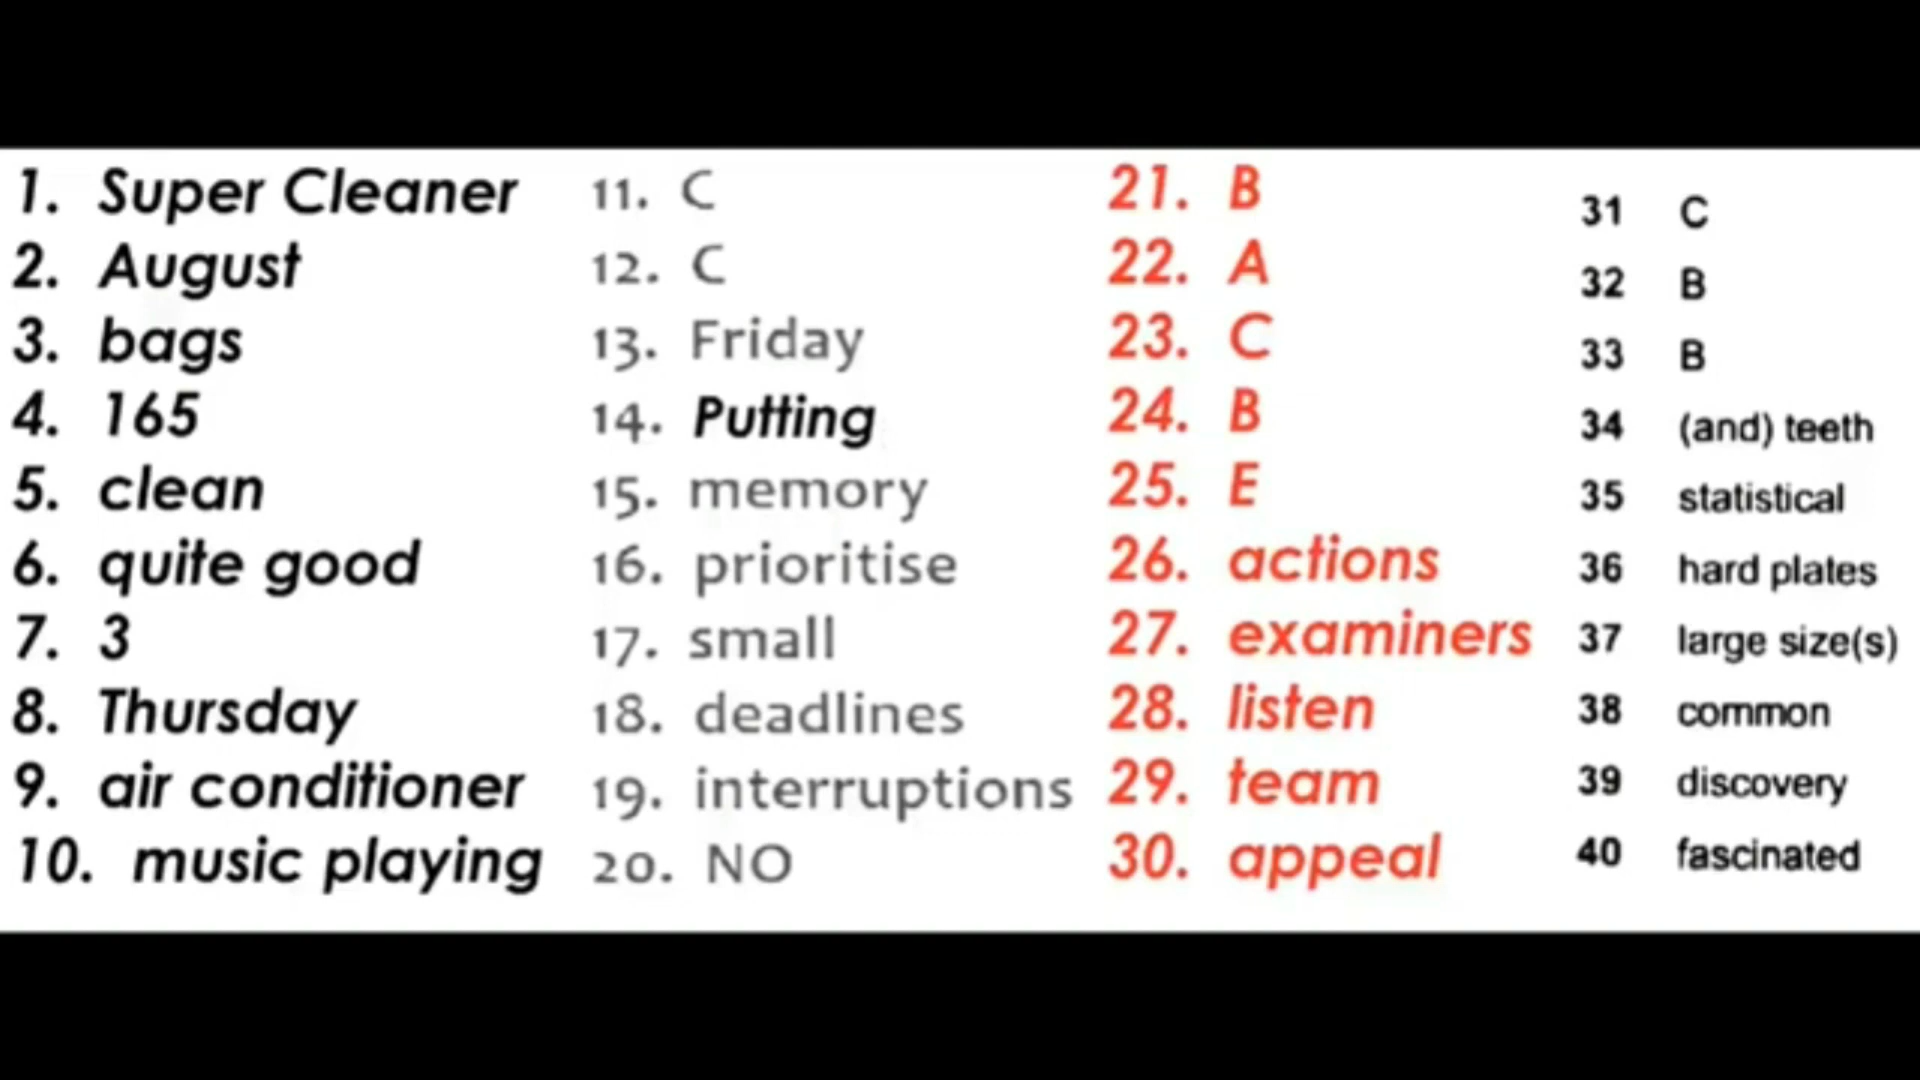 1. Super Cleaner
2. August
3. bags
4. 165
5. clean
6. quite good
7. 3
8. Thursday
9. air conditioner
10. music playing
11. C
12. C
13. Friday
14. Putting
15. memory
16. prioritise
17. small
18. deadlines
19. interruptions
20. NO
21. B
22. A
23. C
24. B
25. E
26. actions
27. examiners
28. listen
29. team
30. appeal
31 C
32 B
33 B
34 (and) teeth
35 statistical
36 hard plates
37 large size(s)
38 common
39 discovery
40 fascinated